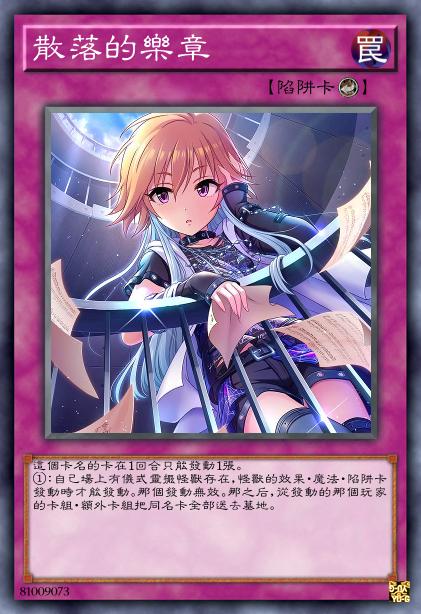 散落的樂章
罠
【陷阱卡】
這個卡名的卡在1回合只能發動1張。
①:自己場上有儀式靈擺怪獸存在,怪獸的效果·魔法·陷阱卡
發動時才能發動。那個發動無效。那之后,從發動的那個玩家
的卡組·額外卡組把同名卡全部送去墓地。
81009073